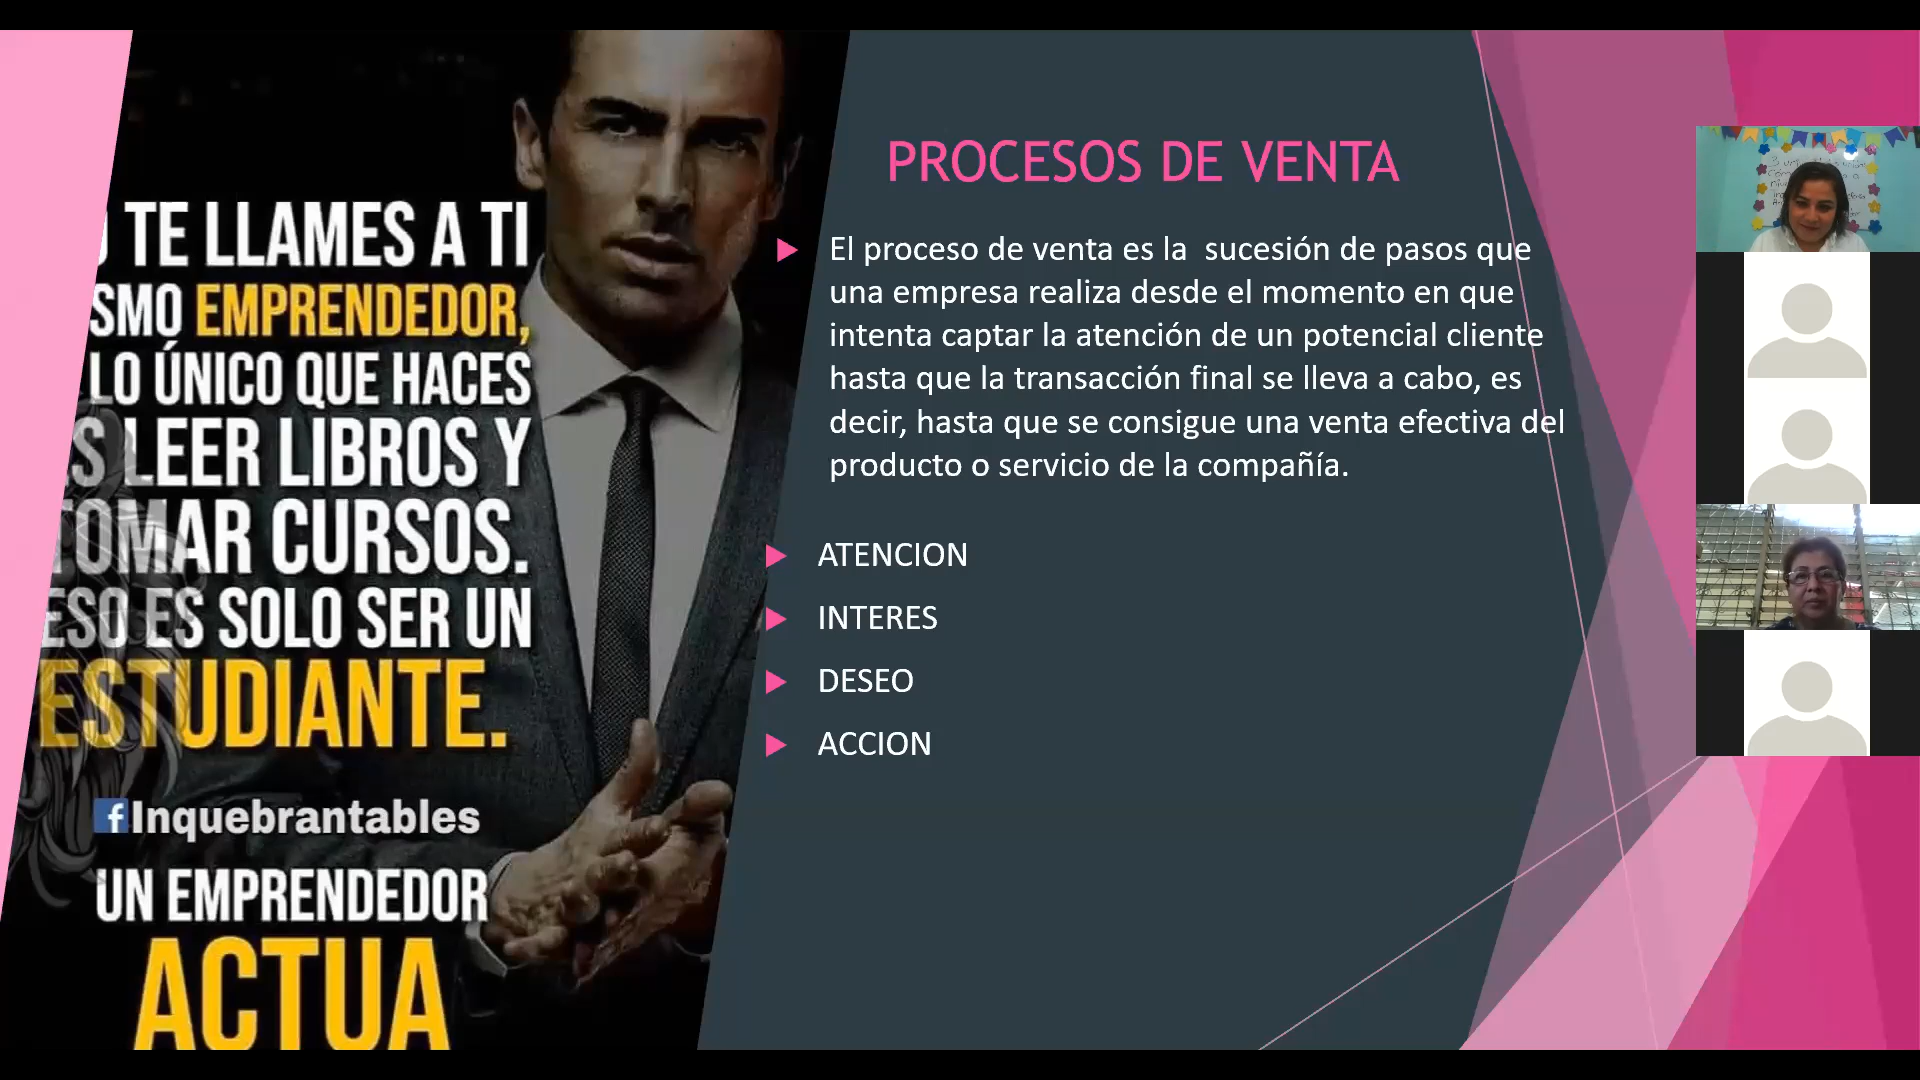 TE LLAMES A TI
SMO EMPRENDEDOR,
LO ÚNICO QUE HACES
ES LEER LIBROS Y
TOMAR CURSOS.
ESO ES SOLO SER UN
ESTUDIANTE.
Inquebrantables
UN EMPRENDEDOR
ACTUA
PROCESOS DE VENTA
El proceso de venta es la sucesión de pasos que
una empresa realiza desde el momento en que
intenta captar la atención de un potencial cliente
hasta que la transacción final se lleva a cabo, es
decir, hasta que se consigue una venta efectiva del
producto o servicio de la compañía.
ATENCION
INTERES
DESEO
ACCION